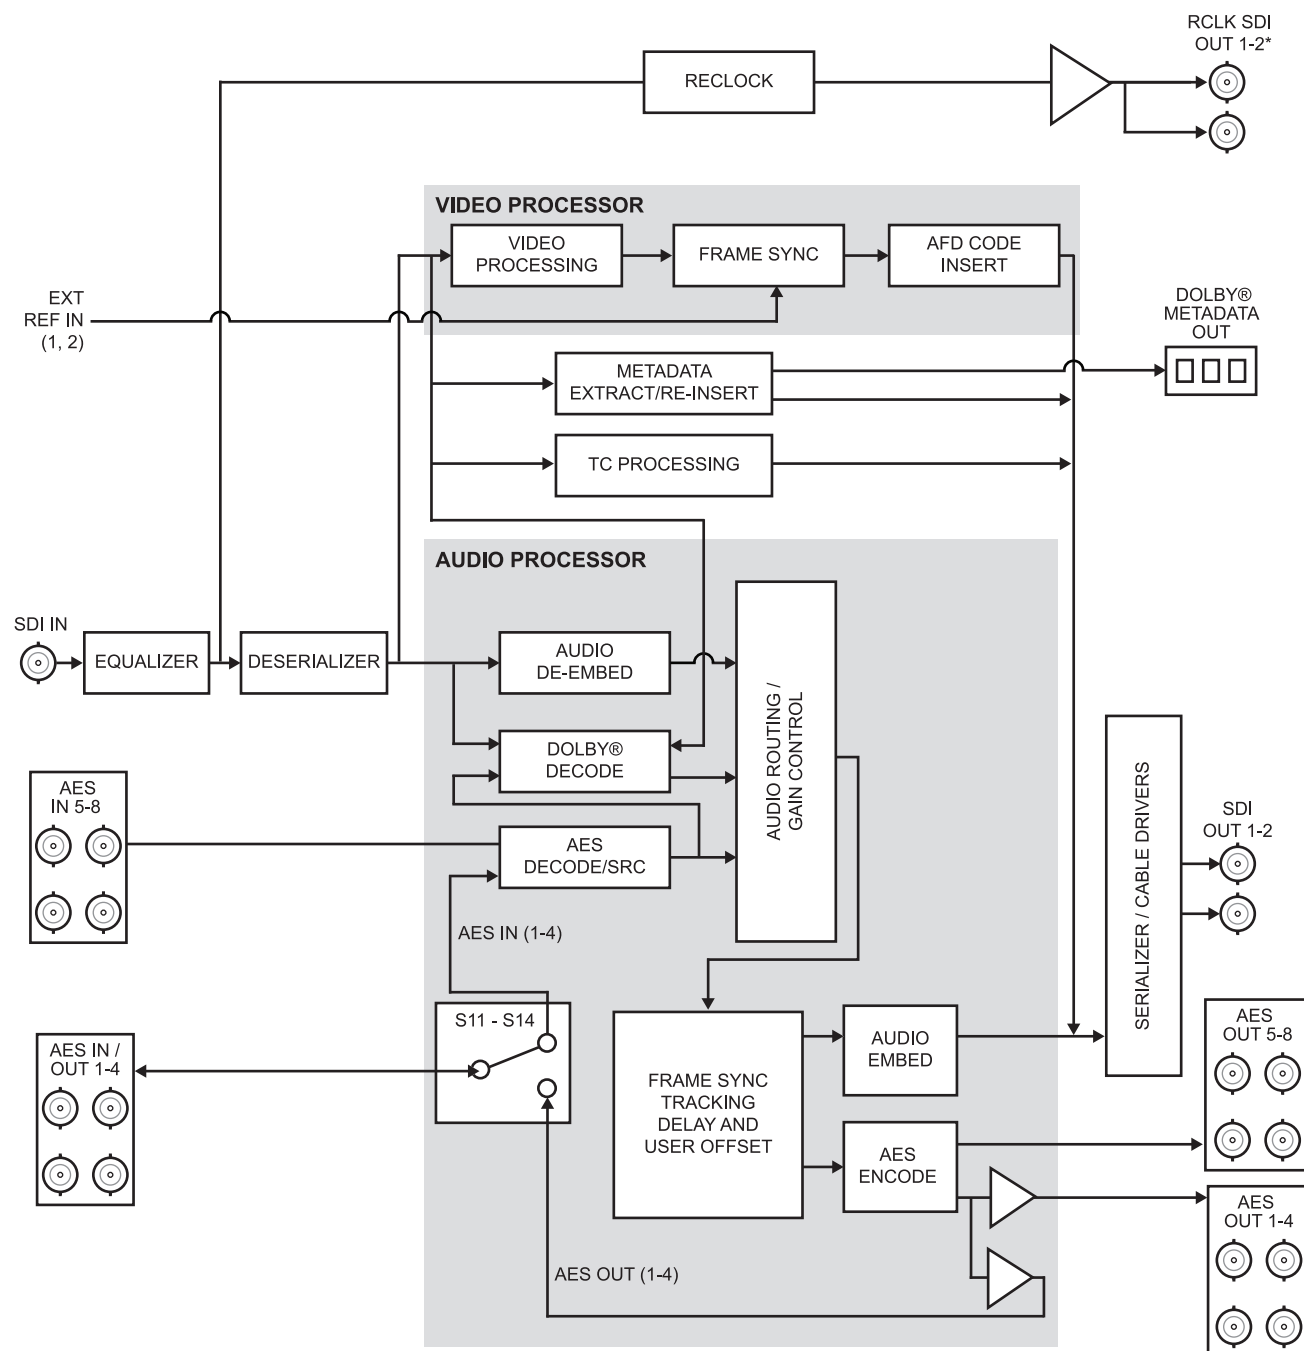 RCLK SDI
OUT 1-2*
RECLOCK
VIDEO PROCESSOR
VIDEO
PROCESSING
FRAME SYNC
AFD CODE
INSERT
EXT
REF IN
(1, 2)
DOLBY®
METADATA
OUT
METADATA
EXTRACT/RE-INSERT
TC PROCESSING
AUDIO PROCESSOR
SDI IN
EQUALIZER
DESERIALIZER
AUDIO
DE-EMBED
DOLBY®
DECODE
AUDIO ROUTING /
GAIN CONTROL
AES
IN 5-8
AES
DECODE/SRC
SERIALIZER / CABLE DRIVERS
SDI
OUT 1-2
AES IN (1-4)
S11 - S14
AES IN /
OUT 1-4
FRAME SYNC
TRACKING
DELAY AND
USER OFFSET
AUDIO
EMBED
AES
ENCODE
AES
OUT 5-8
AES
OUT 1-4
AES OUT (1-4)